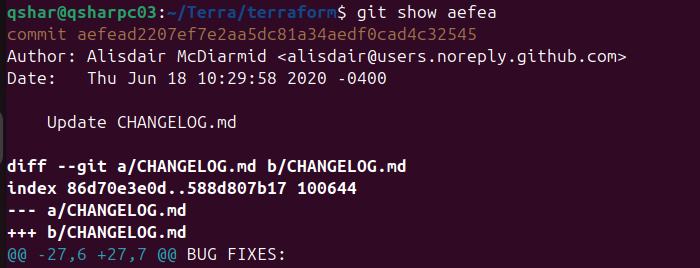 qshar@qsharpc03:~/Terra/terraform$ git show aefea
commit aefead2207ef7e2aa5dc81a34aedf0cad4c32545
Author: Alisdair McDiarmid <alisdair@users.noreply.github.com>
Date:   Thu Jun 18 10:29:58 2020 -0400
    Update CHANGELOG.md
diff --git a/CHANGELOG.md b/CHANGELOG.md
index 86d70e3e0d..588d807b17 100644
--- a/CHANGELOG.md
+++ b/CHANGELOG.md
@@ -27,6 +27,7 @@ BUG FIXES: